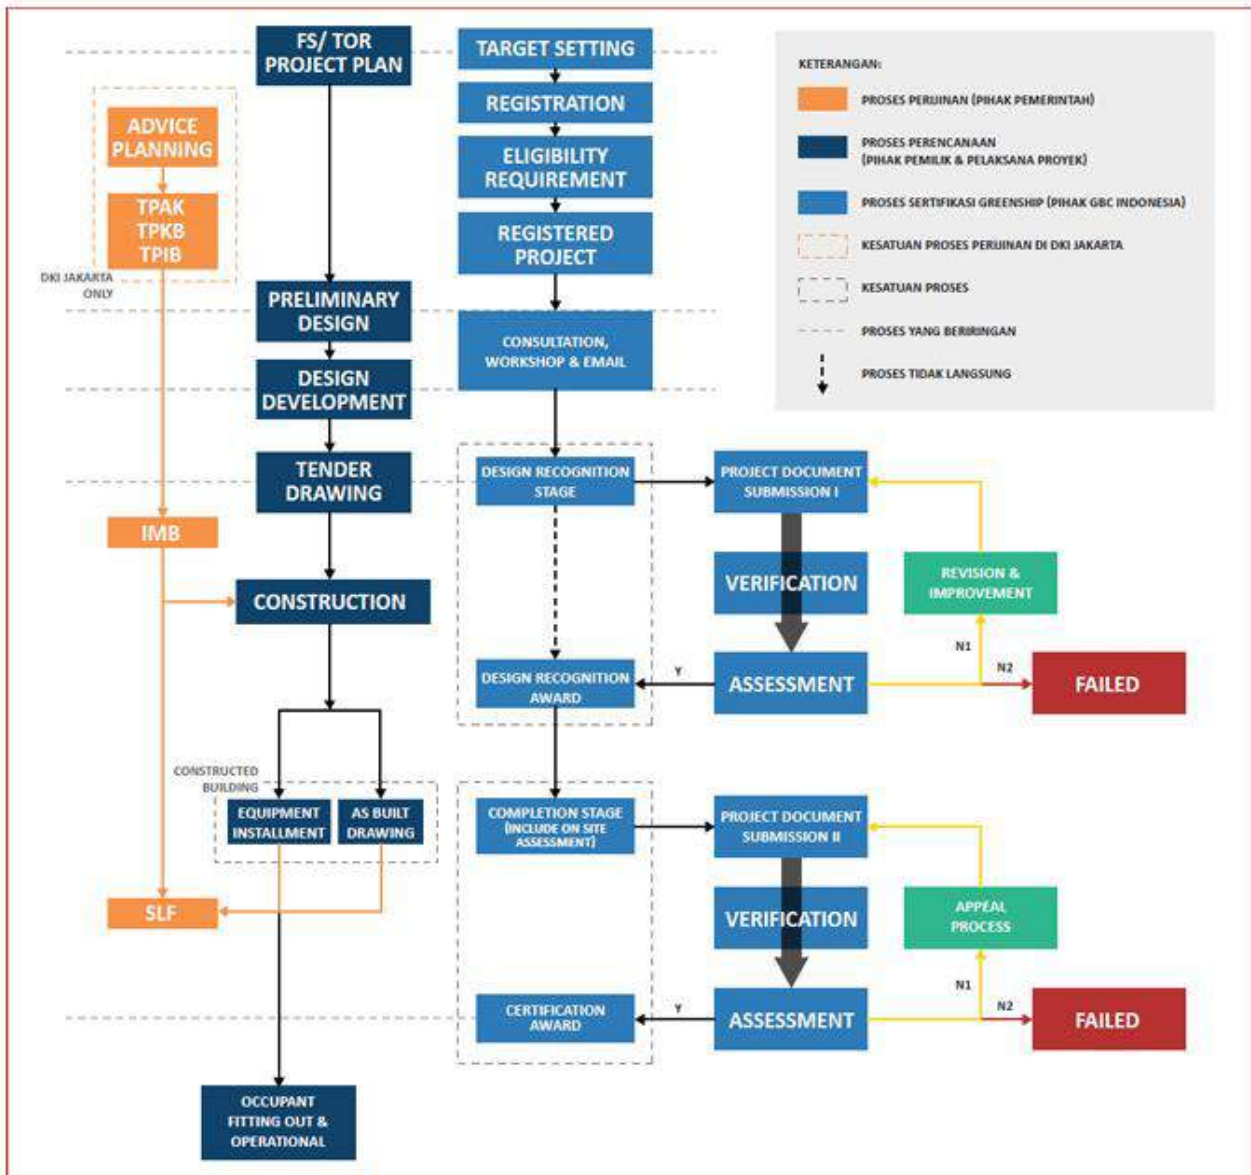 FS/ TOR
PROJECT PLAN
TARGET SETTING
KETERANGAN:
PROSES PERIJINAN (PIHAK PEMERINTAH)
PROSES PERENCANAAN
(PIHAK PEMILIK & PELAKSANA PROYEK)
PROSES SERTIFIKASI GREENSHIP (PIHAK GBC INDONESIA)
KESATUAN PROSES PERIJINAN DI DKI JAKARTA
KESATUAN PROSES
PROSES YANG BERIRINGAN
PROSES TIDAK LANGSUNG
ADVICE
PLANNING
TPAK
TPKB
TPIB
DKI JAKARTA
ONLY
REGISTRATION
ELIGIBILITY
REQUIREMENT
REGISTERED
PROJECT
PRELIMINARY
DESIGN
CONSULTATION,
WORKSHOP & EMAIL
DESIGN
DEVELOPMENT
TENDER
DRAWING
DESIGN RECOGNITION
STAGE
PROJECT DOCUMENT
SUBMISSION I
IMB
CONSTRUCTION
VERIFICATION
REVISION &
IMPROVEMENT
N1
N2
DESIGN RECOGNITION
AWARD
Y
ASSESSMENT
FAILED
CONSTRUCTED
BUILDING
EQUIPMENT
INSTALLMENT
AS BUILT
DRAWING
COMPLETION STAGE
(INCLUDE ON SITE
ASSESSMENT)
PROJECT DOCUMENT
SUBMISSION II
SLF
VERIFICATION
APPEAL
PROCESS
N1
N2
CERTIFICATION
AWARD
Y
ASSESSMENT
FAILED
OCCUPANT
FITTING OUT &
OPERATIONAL